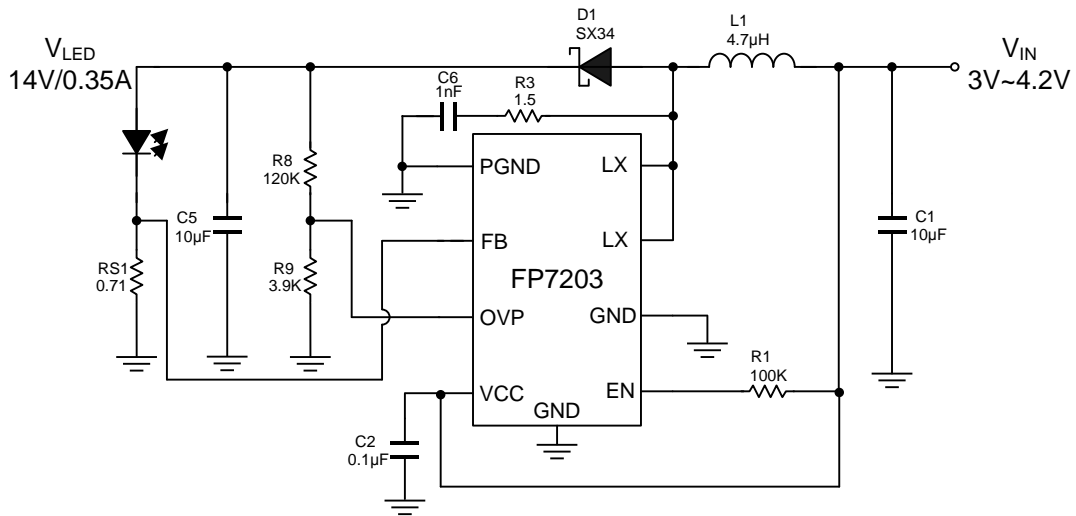 D1
SX34
L1
4.7μH
VLED
14V/0.35A
VIN
3V~4.2V
C6
1nF
R3
1.5
PGND
LX
R8
120K
C5
10μF
FB
LX
C1
10μF
RS1
0.71
R9
3.9K
FP7203
OVP
GND
R1
100K
VCC
EN
GND
C2
0.1μF